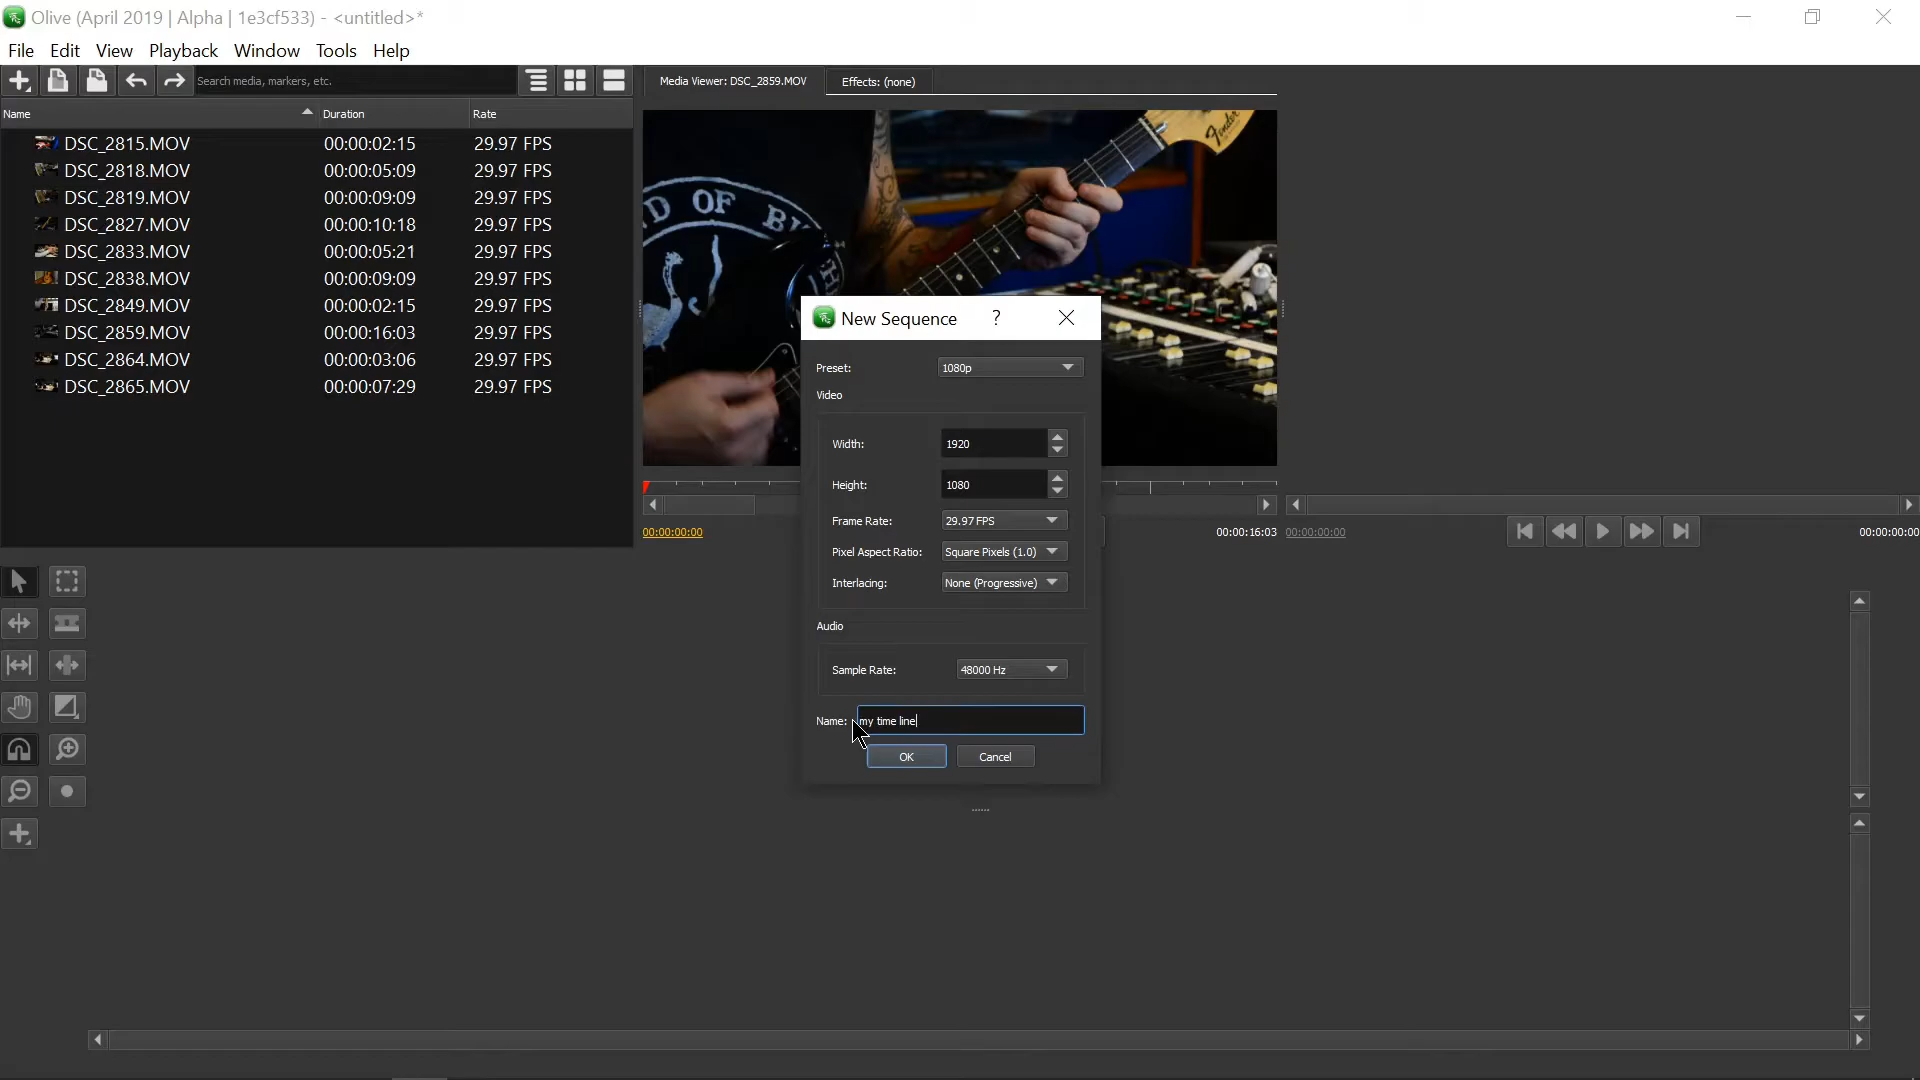 Olive (April 2019 | Alpha | 1e3cf533) - <untitled>*
File Edit View Playback Window Tools Help
Search media, markers, etc.
Media Viewer: DSC_2859.MOV Effects: (none)
Name Duration Rate
DSC_2815.MOV 00:00:02:15 29.97 FPS
DSC_2818.MOV 00:00:05:09 29.97 FPS
DSC_2819.MOV 00:00:09:09 29.97 FPS
DSC_2827.MOV 00:00:10:18 29.97 FPS
DSC_2833.MOV 00:00:05:21 29.97 FPS
DSC_2838.MOV 00:00:09:09 29.97 FPS
DSC_2849.MOV 00:00:02:15 29.97 FPS
DSC_2859.MOV 00:00:16:03 29.97 FPS
DSC_2864.MOV 00:00:03:06 29.97 FPS
DSC_2865.MOV 00:00:07:29 29.97 FPS
Fender
OF
New Sequence ?
Preset: 1080p
Video
Width: 1920
Height: 1080
Frame Rate: 29.97 FPS
Pixel Aspect Ratio: Square Pixels (1.0)
Interlacing: None (Progressive)
Audio
Sample Rate: 48000 Hz
Name: my time line
OK Cancel
00:00:00:00 00:00:16:03 00:00:00:00 00:00:00:00